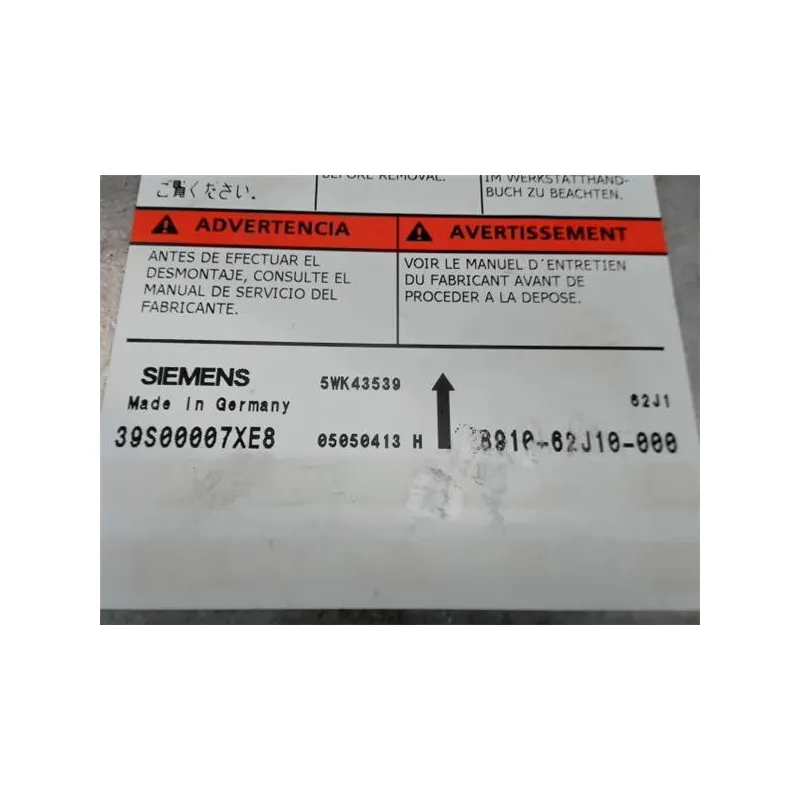 ご覧ください。
BEFORE REMOVAL.
IM WERKSTATTHAND-
BUCH ZU BEACHTEN.
ADVERTENCIA
ANTES DE EFECTUAR EL
DESMONTAJE, CONSULTE EL
MANUAL DE SERVICIO DEL
FABRICANTE.
AVERTISSEMENT
VOIR LE MANUEL D´ENTRETIEN
DU FABRICANT AVANT DE
PROCEDER A LA DEPOSE.
SIEMENS
Made in Germany
39S00007XE8
5WK43539
05050413 H
62J1
8910-62J10-000